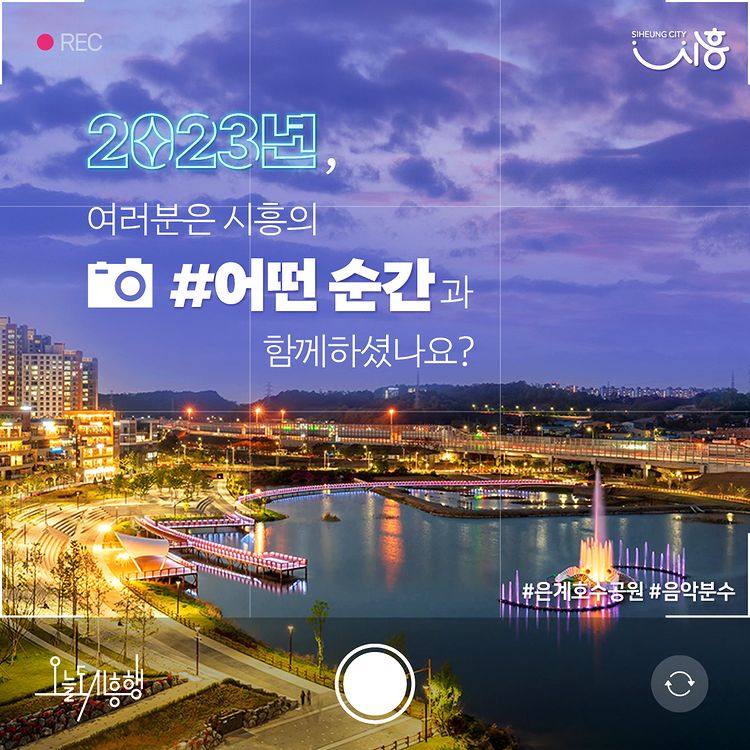 REC
SIHEUNG CITY
시흥
2023년,
여러분은 시흥의
#어떤 순간과
함께하셨나요?
#은계호수공원 #음악분수
오늘도시흥행